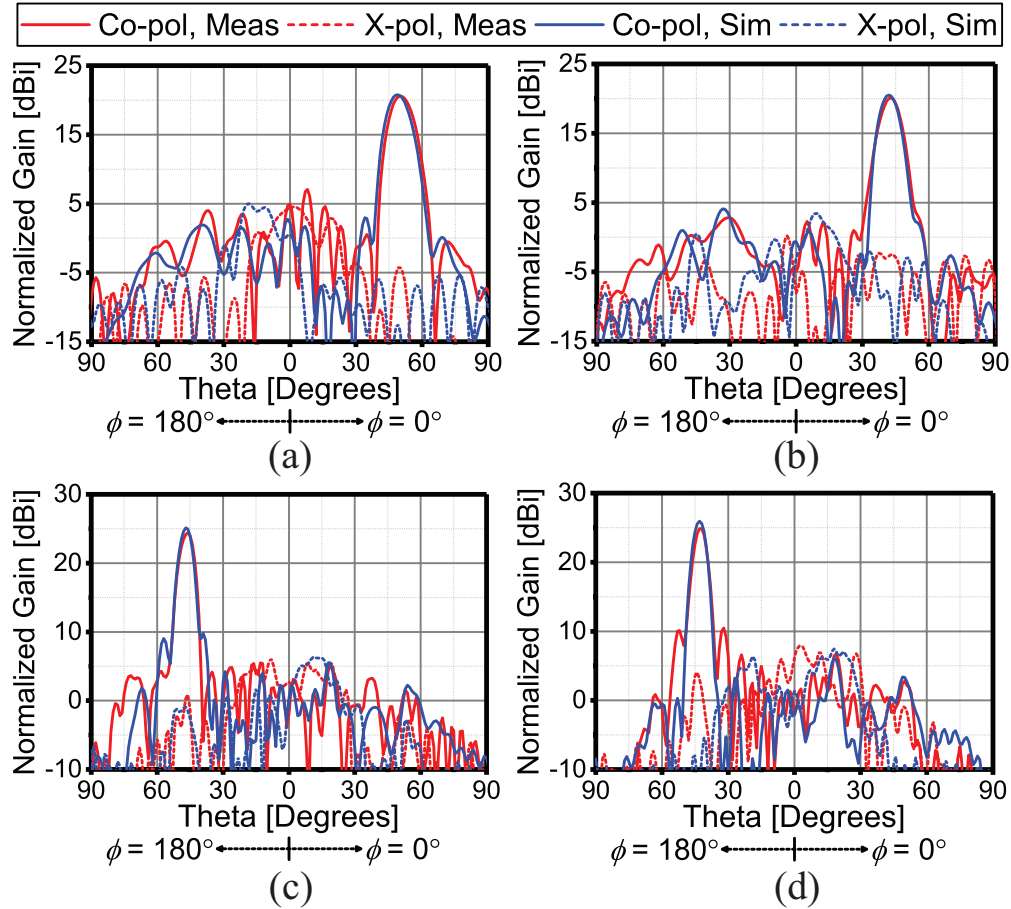 Co-pol, Meas X-pol, Meas Co-pol, Sim X-pol, Sim
Normalized Gain [dBi]
25
15
5
-5
-15
90 60 30 0 30 60 90
Theta [Degrees]
ϕ = 180° ϕ = 0°
(a)
Normalized Gain [dBi]
25
15
5
-5
-15
90 60 30 0 30 60 90
Theta [Degrees]
ϕ = 180° ϕ = 0°
(b)
Normalized Gain [dBi]
30
20
10
0
-10
90 60 30 0 30 60 90
Theta [Degrees]
ϕ = 180° ϕ = 0°
(c)
Normalized Gain [dBi]
30
20
10
0
-10
90 60 30 0 30 60 90
Theta [Degrees]
ϕ = 180° ϕ = 0°
(d)